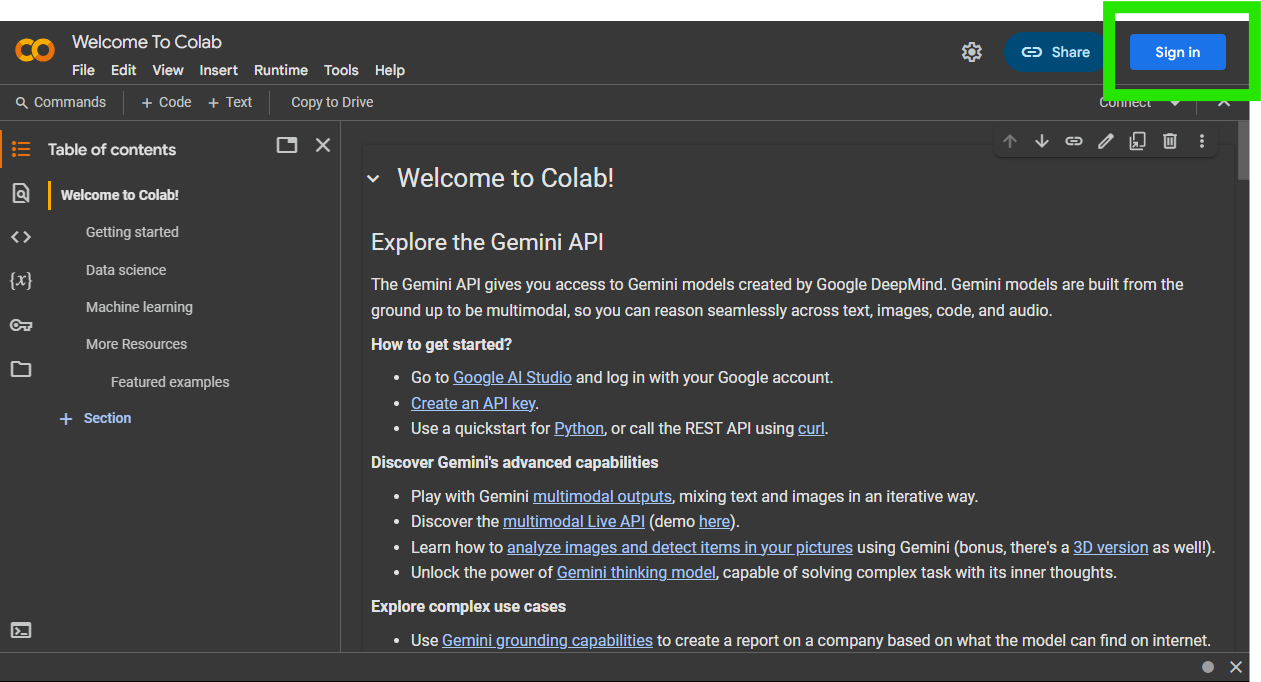 Welcome To Colab
File Edit View Insert Runtime Tools Help
Share
Sign in
Commands + Code + Text Copy to Drive
Connect
Table of contents
Welcome to Colab!
Getting started
Data science
Machine learning
More Resources
Featured examples
+ Section
{x}
Welcome to Colab!
Explore the Gemini API
The Gemini API gives you access to Gemini models created by Google DeepMind. Gemini models are built from the
ground up to be multimodal, so you can reason seamlessly across text, images, code, and audio.
How to get started?
• Go to Google AI Studio and log in with your Google account.
• Create an API key.
• Use a quickstart for Python, or call the REST API using curl.
Discover Gemini's advanced capabilities
• Play with Gemini multimodal outputs, mixing text and images in an iterative way.
• Discover the multimodal Live API (demo here).
• Learn how to analyze images and detect items in your pictures using Gemini (bonus, there's a 3D version as well!).
• Unlock the power of Gemini thinking model, capable of solving complex task with its inner thoughts.
Explore complex use cases
• Use Gemini grounding capabilities to create a report on a company based on what the model can find on internet.